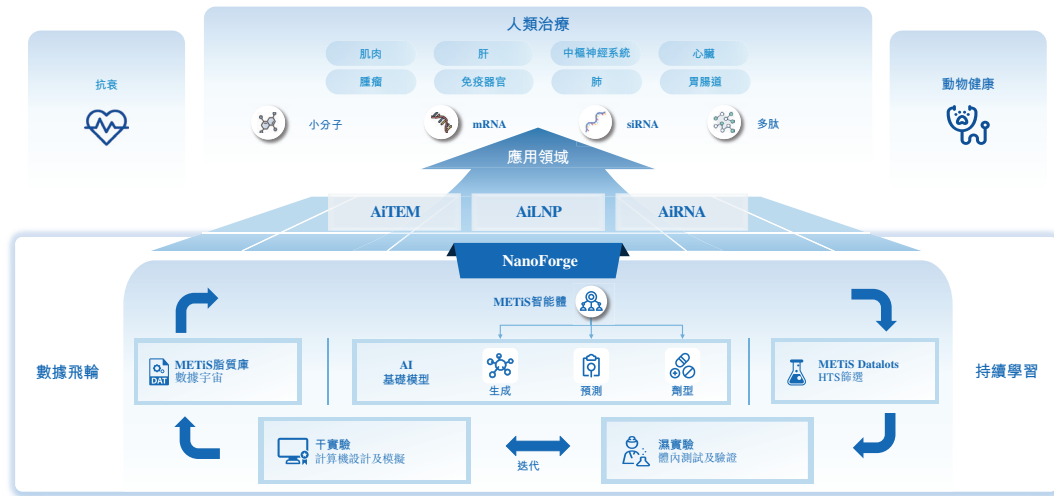 人類治療
肌肉
肝
中樞神經系統
心臟
腫瘤
免疫器官
肺
胃腸道
抗衰
動物健康
小分子
mRNA
siRNA
多肽
應用領域
AiTEM
AiLNP
AiRNA
NanoForge
METiS智能體
數據飛輪
METiS脂質庫
數據宇宙
DAT
AI
基礎模型
生成
預測
劑型
METiS Datalots
HTS篩選
持續學習
干實驗
計算機設計及模擬
迭代
濕實驗
體內測試及驗證